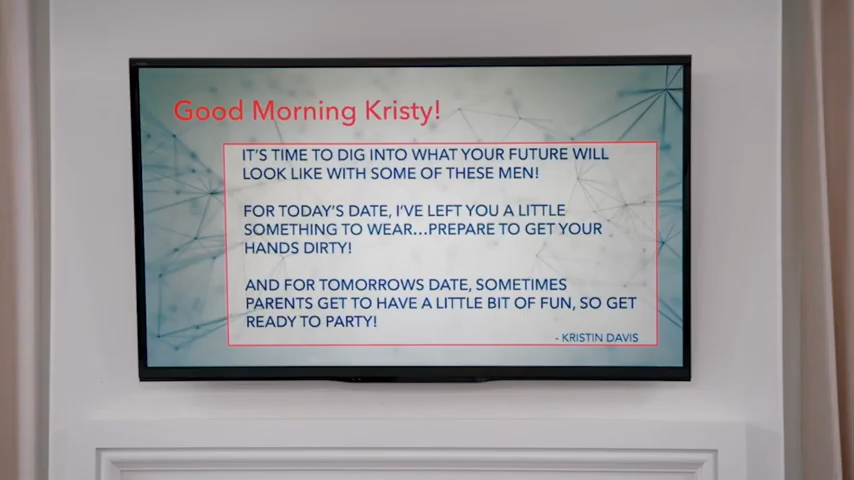 Good Morning Kristy!
IT'S TIME TO DIG INTO WHAT YOUR FUTURE WILL
LOOK LIKE WITH SOME OF THESE MEN!
FOR TODAY'S DATE, I'VE LEFT YOU A LITTLE
SOMETHING TO WEAR...PREPARE TO GET YOUR
HANDS DIRTY!
AND FOR TOMORROWS DATE, SOMETIMES
PARENTS GET TO HAVE A LITTLE BIT OF FUN, SO GET
READY TO PARTY!
- KRISTIN DAVIS